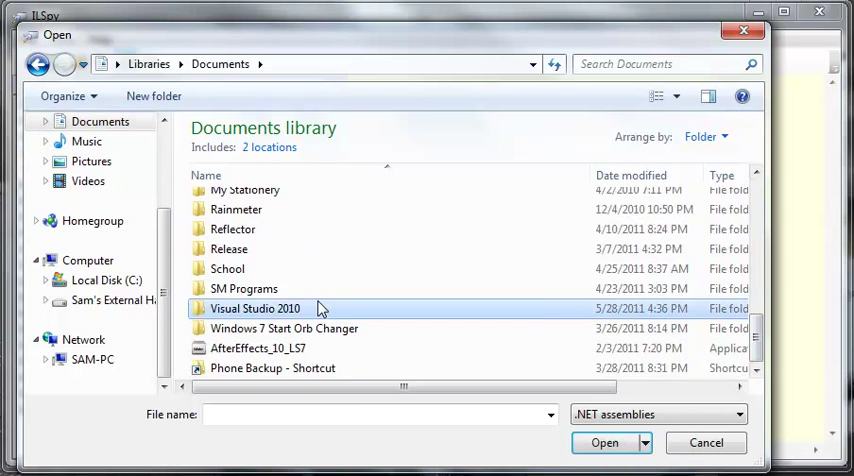 ILSpy
Open
Libraries Documents Search Documents
Organize New folder
Documents library
Includes: 2 locations
Arrange by: Folder
Documents
Music
Pictures
Videos
Homegroup
Computer
Local Disk (C:)
Sam's External Ha
Network
SAM-PC
Name Date modified Type
My Stationery 4/2/2010 7:11 PM File fold
Rainmeter 12/4/2010 10:50 PM File fold
Reflector 4/10/2011 8:24 PM File fold
Release 3/7/2011 4:32 PM File fold
School 4/25/2011 8:37 AM File fold
SM Programs 4/23/2011 3:03 PM File fold
Visual Studio 2010 5/28/2011 4:36 PM File fold
Windows 7 Start Orb Changer 3/26/2011 8:14 PM File fold
AfterEffects_10_LS7 2/3/2011 7:20 PM Applica
Phone Backup - Shortcut 3/28/2011 8:31 PM Shortcu
File name: .NET assemblies
Open Cancel